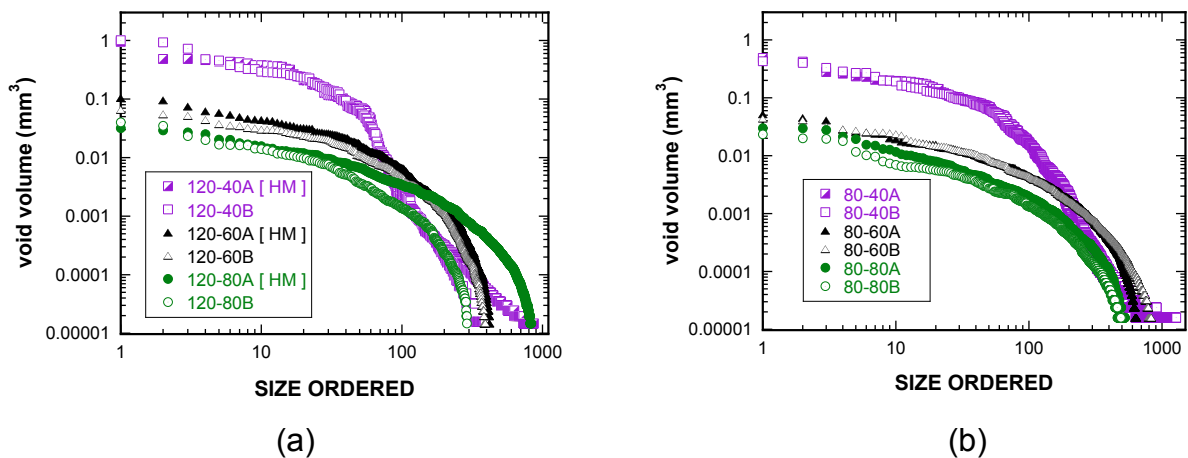 void volume (mm³)
1
0.1
0.01
0.001
0.0001
0.00001
120-40A [ HM ]
120-40B
120-60A [ HM ]
120-60B
120-80A [ HM ]
120-80B
1 10 100 1000
SIZE ORDERED
(a)
void volume (mm³)
1
0.1
0.01
0.001
0.0001
0.00001
80-40A
80-40B
80-60A
80-60B
80-80A
80-80B
1 10 100 1000
SIZE ORDERED
(b)